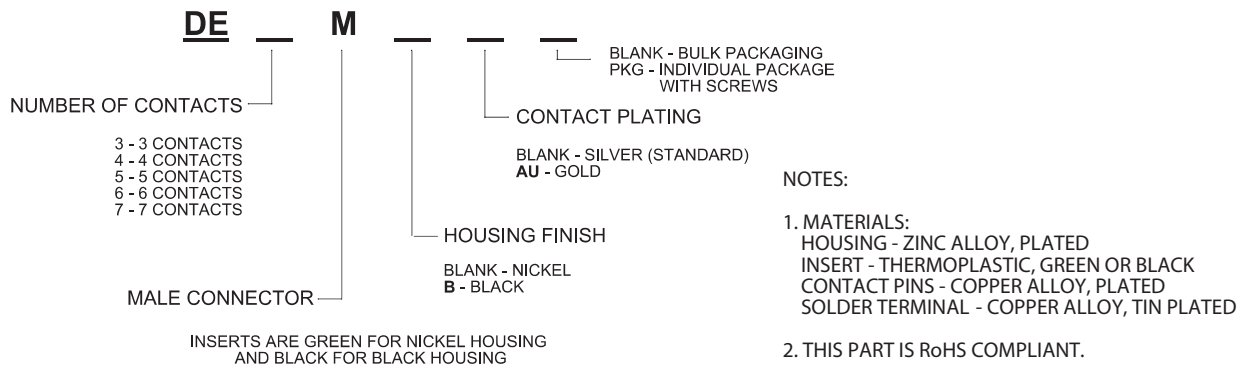 DE __ M __ __ __
BLANK - BULK PACKAGING
PKG - INDIVIDUAL PACKAGE
WITH SCREWS
NUMBER OF CONTACTS
3 - 3 CONTACTS
4 - 4 CONTACTS
5 - 5 CONTACTS
6 - 6 CONTACTS
7 - 7 CONTACTS
CONTACT PLATING
BLANK - SILVER (STANDARD)
AU - GOLD
HOUSING FINISH
BLANK - NICKEL
B - BLACK
MALE CONNECTOR
INSERTS ARE GREEN FOR NICKEL HOUSING
AND BLACK FOR BLACK HOUSING
NOTES:
1. MATERIALS:
HOUSING - ZINC ALLOY, PLATED
INSERT - THERMOPLASTIC, GREEN OR BLACK
CONTACT PINS - COPPER ALLOY, PLATED
SOLDER TERMINAL - COPPER ALLOY, TIN PLATED
2. THIS PART IS RoHS COMPLIANT.